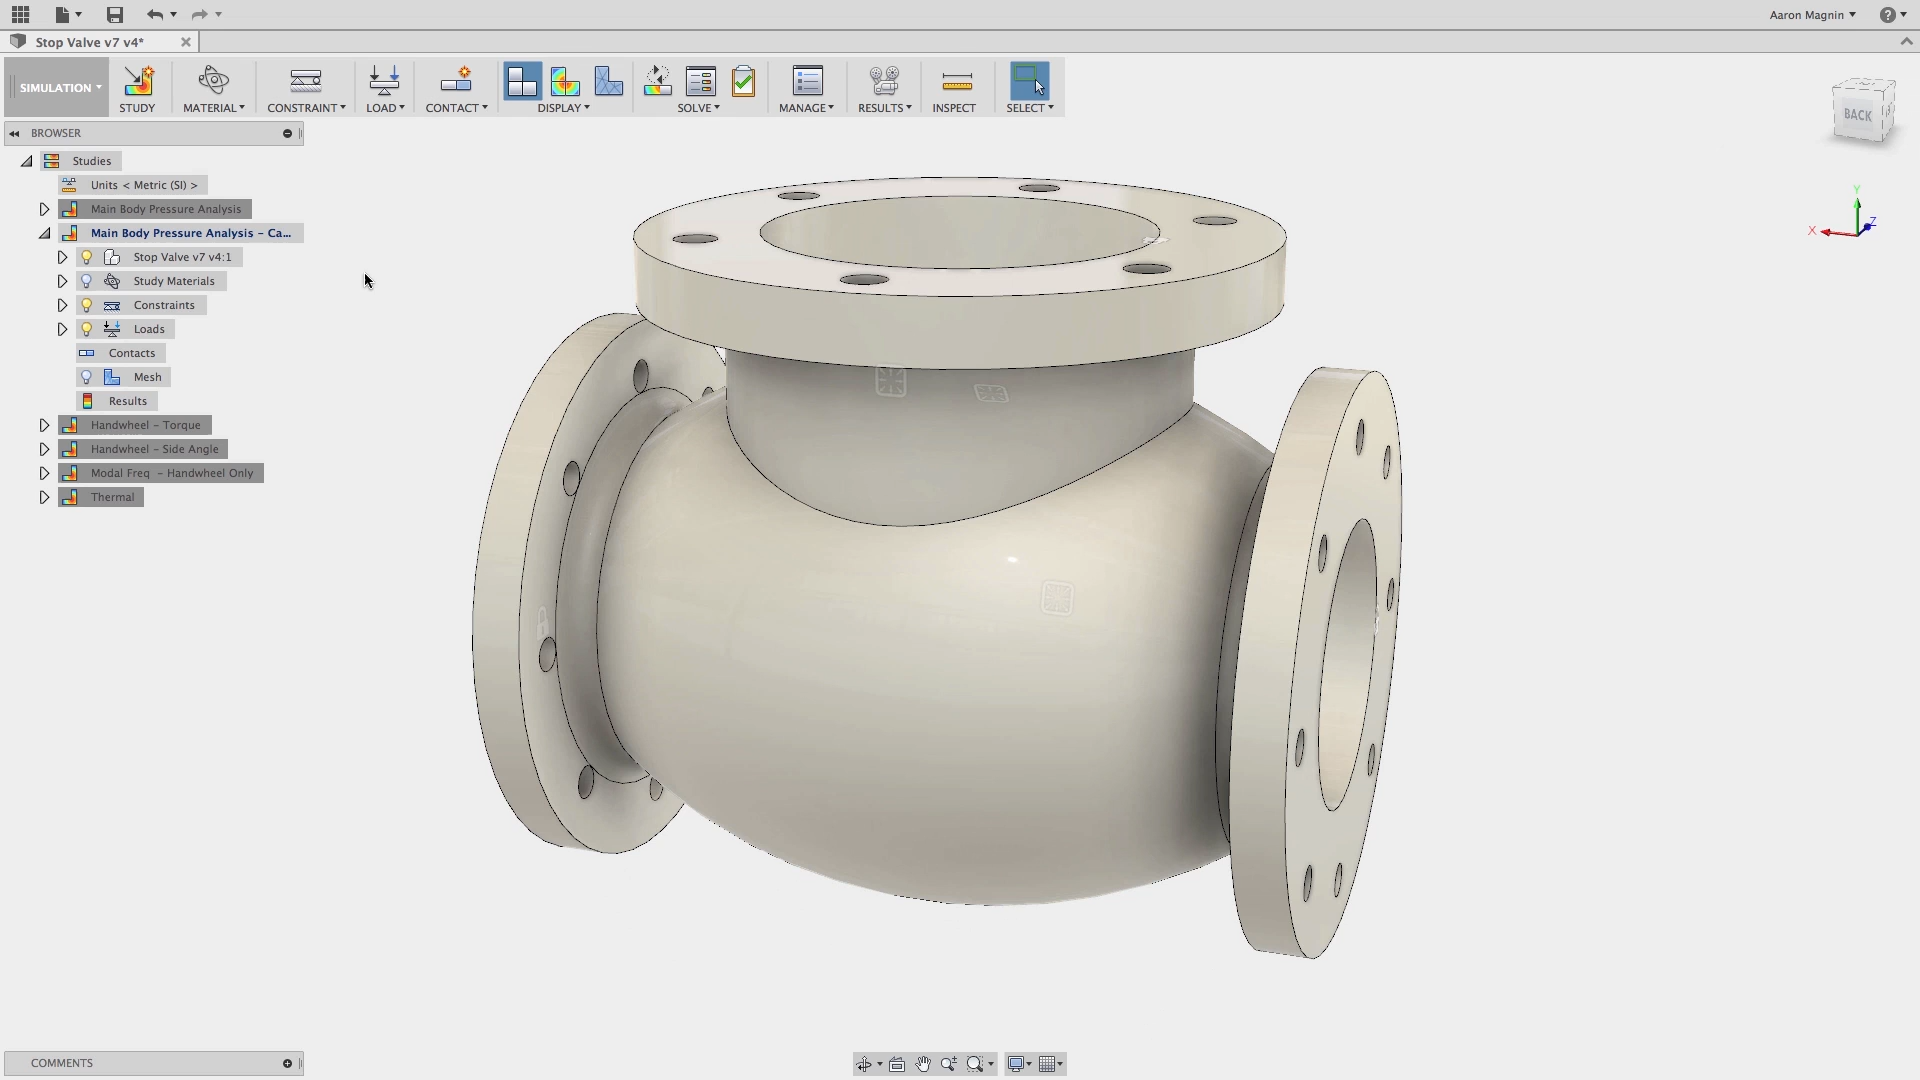 Aaron Magnin
Stop Valve v7 v4*
SIMULATION
STUDY
MATERIAL
CONSTRAINT
LOAD
CONTACT
DISPLAY
SOLVE
MANAGE
RESULTS
INSPECT
SELECT
BROWSER
Studies
Units < Metric (SI) >
Main Body Pressure Analysis
Main Body Pressure Analysis - Ca...
Stop Valve v7 v4:1
Study Materials
Constraints
Loads
Contacts
Mesh
Results
Handwheel - Torque
Handwheel - Side Angle
Modal Freq - Handwheel Only
Thermal
BACK
Y
X
Z
COMMENTS